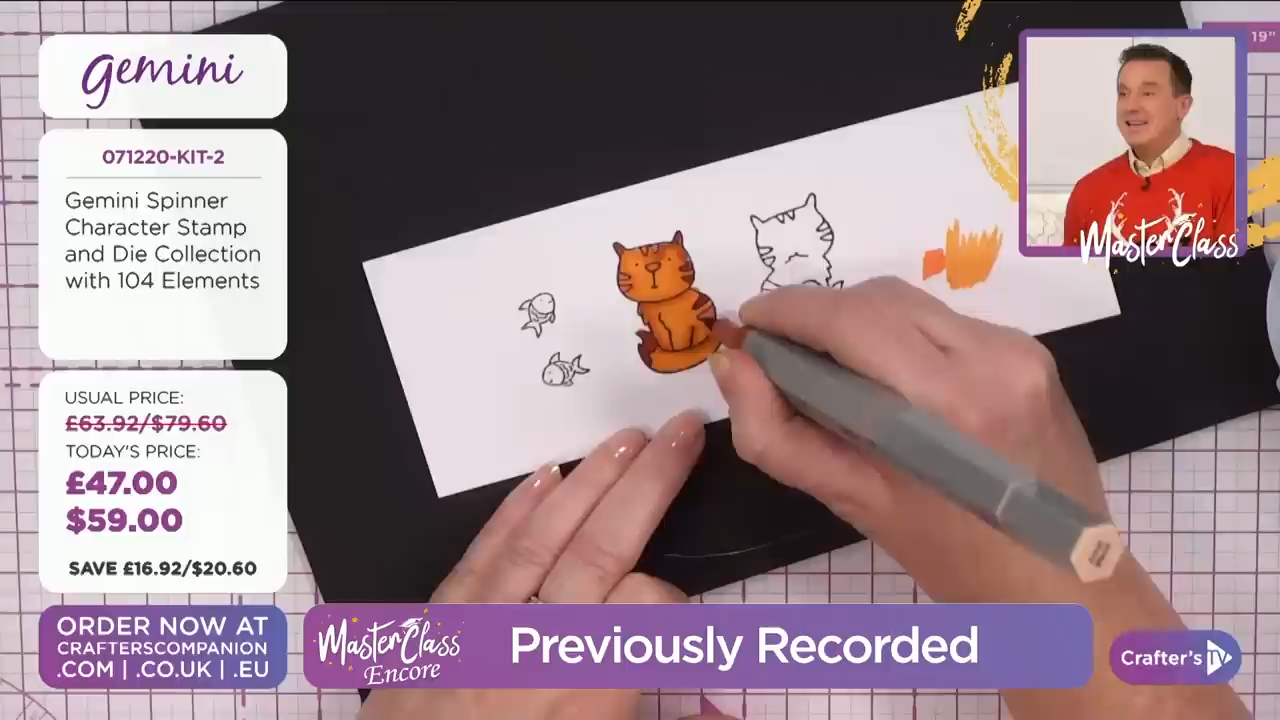 gemini
071220-KIT-2
Gemini Spinner
Character Stamp
and Die Collection
with 104 Elements
USUAL PRICE:
£63.92/$79.60
TODAY'S PRICE:
£47.00
$59.00
SAVE £16.92/$20.60
ORDER NOW AT
CRAFTERSCOMPANION
.COM | .CO.UK | .EU
MasterClass
Encore
Previously Recorded
Crafter's TV
MasterClass
19"